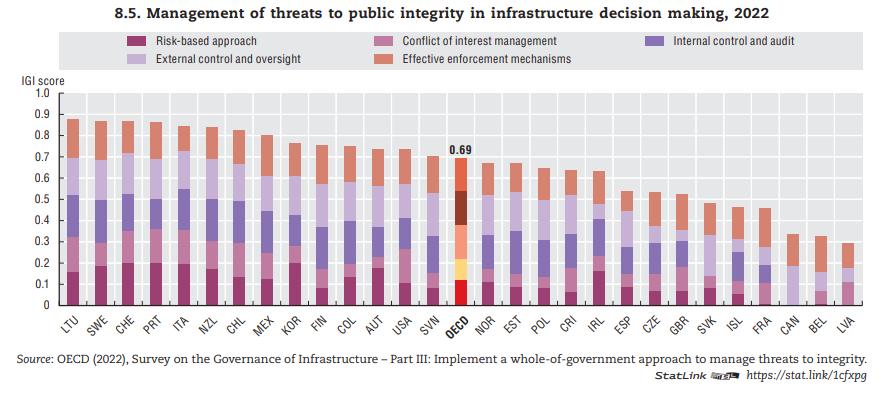 8.5. Management of threats to public integrity in infrastructure decision making, 2022
Risk-based approach Conflict of interest management Internal control and audit
External control and oversight Effective enforcement mechanisms
IGI score
1.0
0.9
0.8
0.7
0.6
0.5
0.4
0.3
0.2
0.1
0
0.69
LTU SWE CHE PRT ITA NZL CHL MEX KOR FIN COL AUT USA SVN OECD NOR EST POL CRI IRL ESP CZE GBR SVK ISL FRA CAN BEL LVA
Source: OECD (2022), Survey on the Governance of Infrastructure – Part III: Implement a whole-of-government approach to manage threats to integrity.
StatLink https://stat.link/1cfxpg